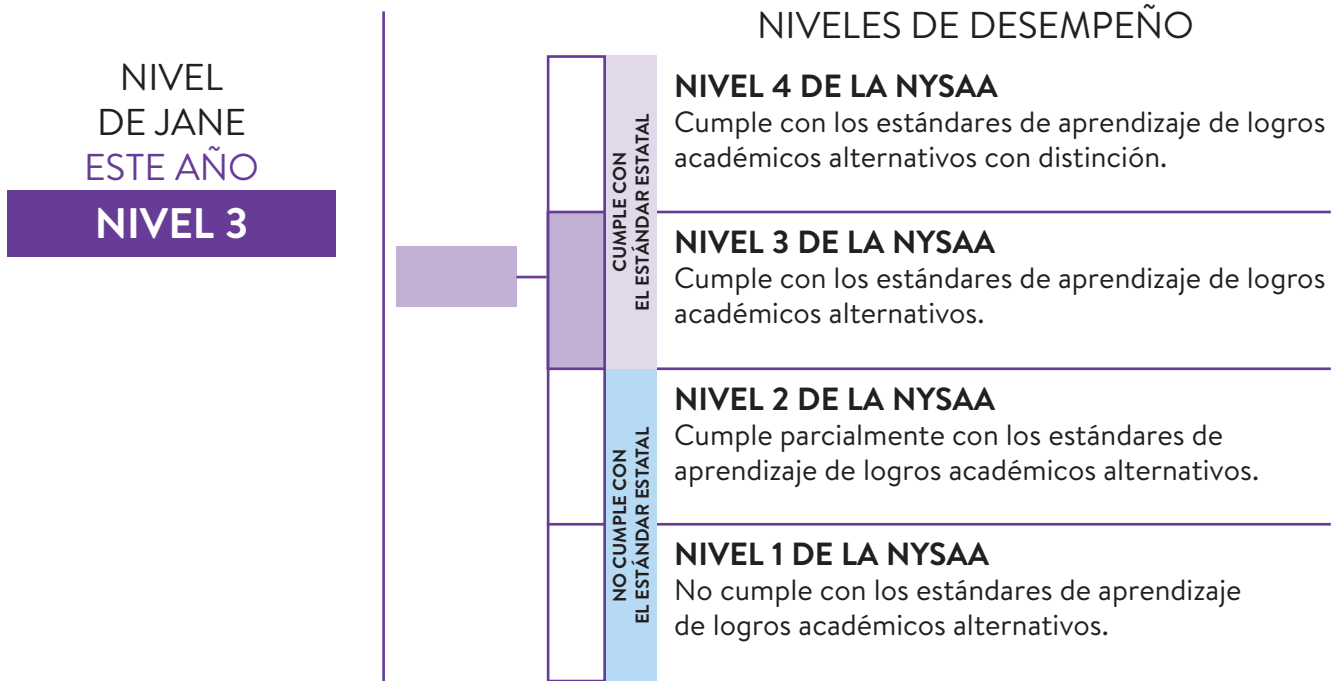 NIVEL
DE JANE
ESTE AÑO
NIVEL 3
NIVELES DE DESEMPEÑO
CUMPLE CON
EL ESTÁNDAR ESTATAL
NIVEL 4 DE LA NYSAA
Cumple con los estándares de aprendizaje de logros
académicos alternativos con distinción.
NIVEL 3 DE LA NYSAA
Cumple con los estándares de aprendizaje de logros
académicos alternativos.
NO CUMPLE CON
EL ESTÁNDAR ESTATAL
NIVEL 2 DE LA NYSAA
Cumple parcialmente con los estándares de
aprendizaje de logros académicos alternativos.
NIVEL 1 DE LA NYSAA
No cumple con los estándares de aprendizaje
de logros académicos alternativos.